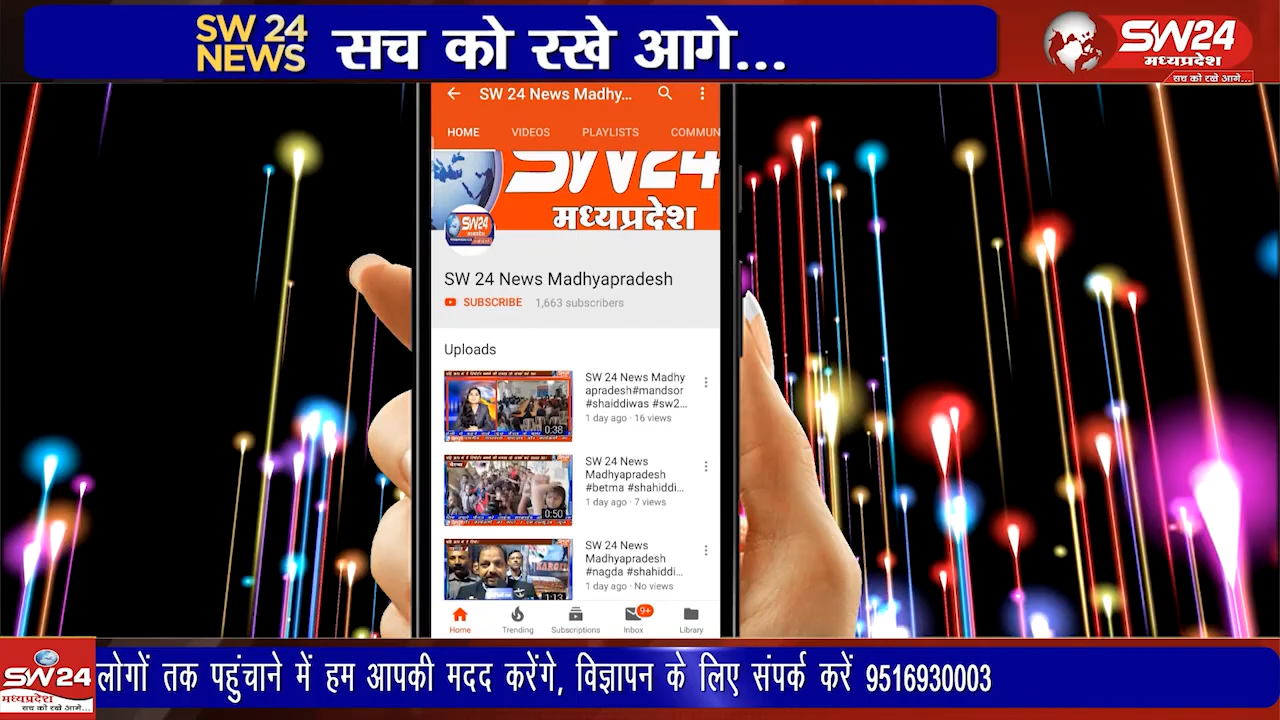 SW 24
NEWS
सच को रखे आगे...
SW24
मध्यप्रदेश
सच को रखे आगे...
SW 24 News Madhy...
HOME VIDEOS PLAYLISTS COMMUN
SW24
मध्यप्रदेश
SW24
SW 24 News Madhyapradesh
SUBSCRIBE 1,663 subscribers
Uploads
SW 24 News Madhy
apradesh#mandsor
#shaiddiwas #sw2...
1 day ago · 16 views
0:38
SW 24 News
Madhyapradesh
#betma #shahiddi...
1 day ago · 7 views
0:50
SW 24 News
Madhyapradesh
#nagda #shahiddi...
1 day ago · No views
1:13
9+
Home Trending Subscriptions Inbox Library
SW24
मध्यप्रदेश
सच को रखे आगे...
लोगों तक पहुंचाने में हम आपकी मदद करेंगे, विज्ञापन के लिए संपर्क करें 9516930003